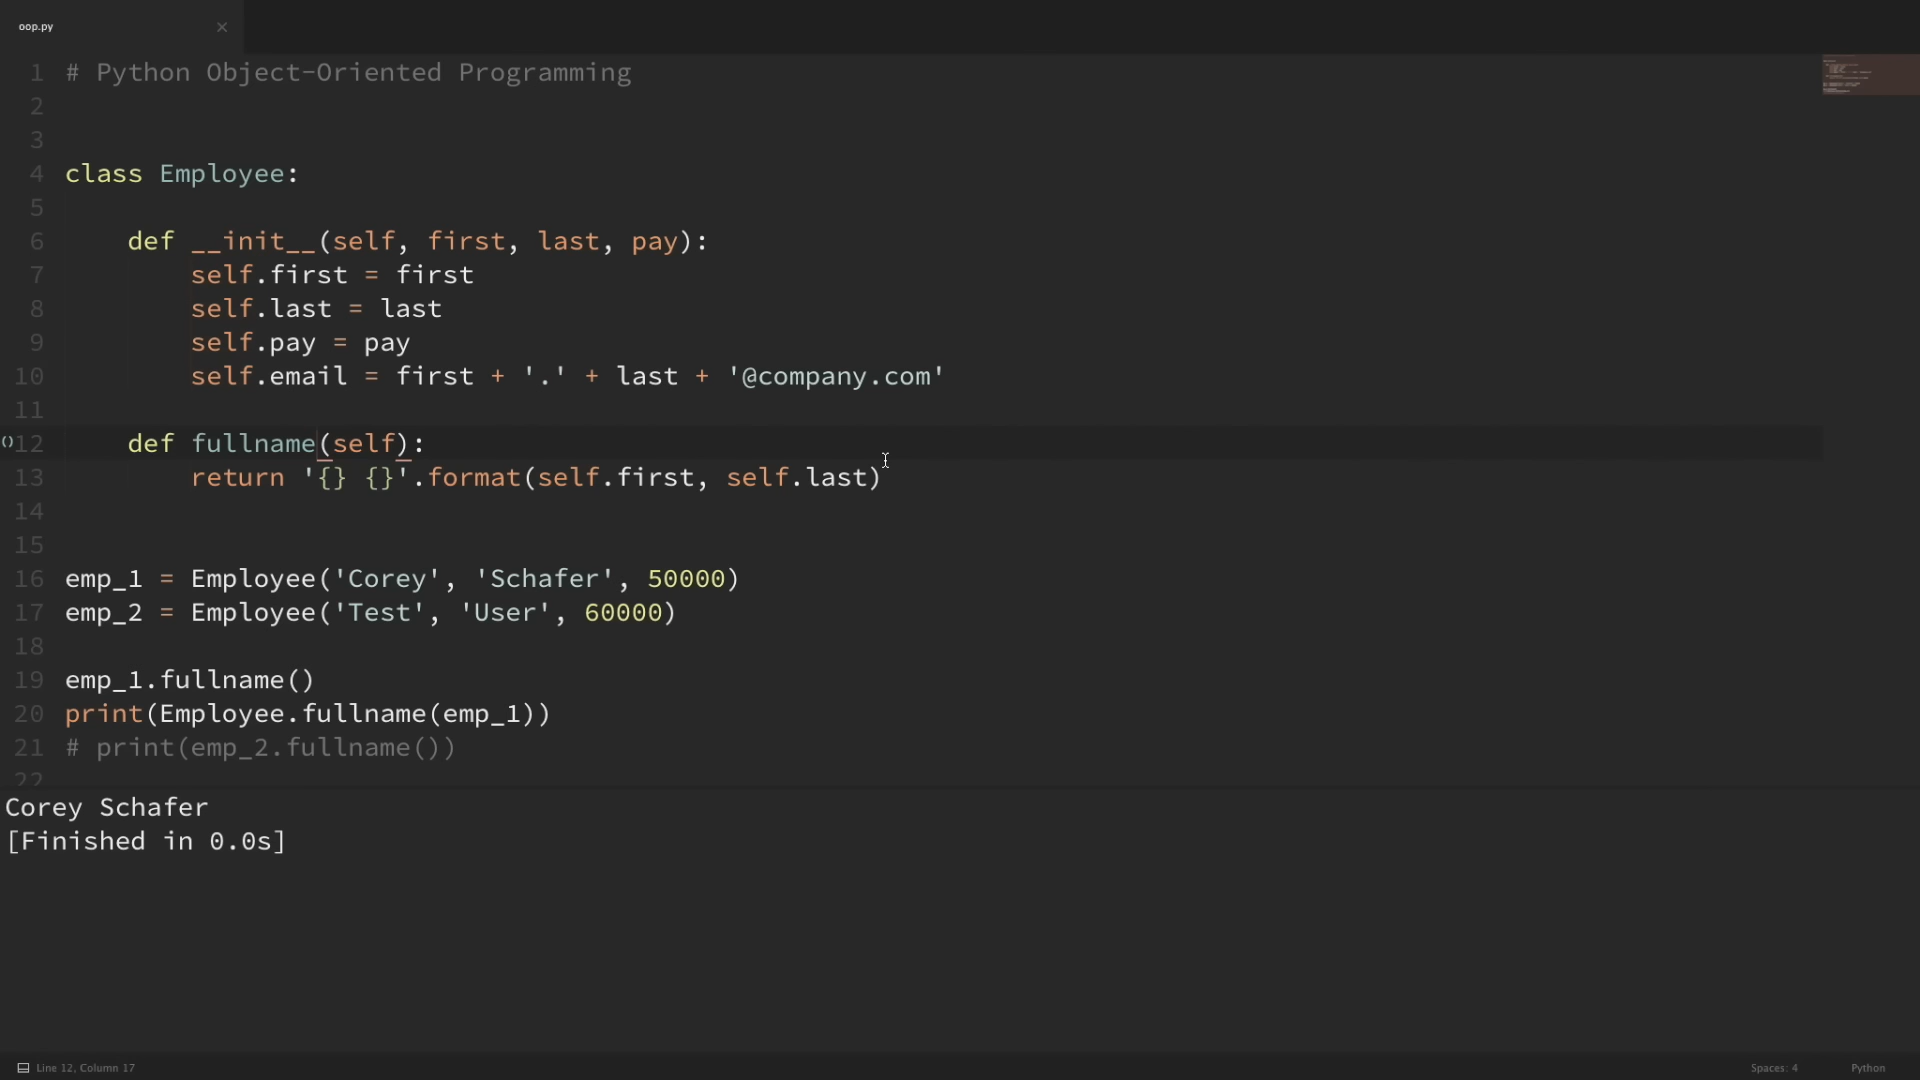 oop.py ×
1 # Python Object-Oriented Programming
2
3
4 class Employee:
5
6     def __init__(self, first, last, pay):
7         self.first = first
8         self.last = last
9         self.pay = pay
10         self.email = first + '.' + last + '@company.com'
11
()12     def fullname(self):
13         return '{} {}'.format(self.first, self.last)
14
15
16 emp_1 = Employee('Corey', 'Schafer', 50000)
17 emp_2 = Employee('Test', 'User', 60000)
18
19 emp_1.fullname()
20 print(Employee.fullname(emp_1))
21 # print(emp_2.fullname())
22
Corey Schafer
[Finished in 0.0s]
Line 12, Column 17 Spaces: 4 Python